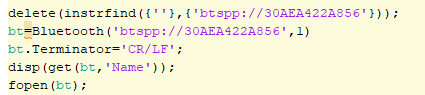 delete(instrfind({''},{'btspp://30AEA422A856'}));
bt=Bluetooth('btspp://30AEA422A856',1)
bt.Terminator='CR/LF';
disp(get(bt,'Name'));
fopen(bt);